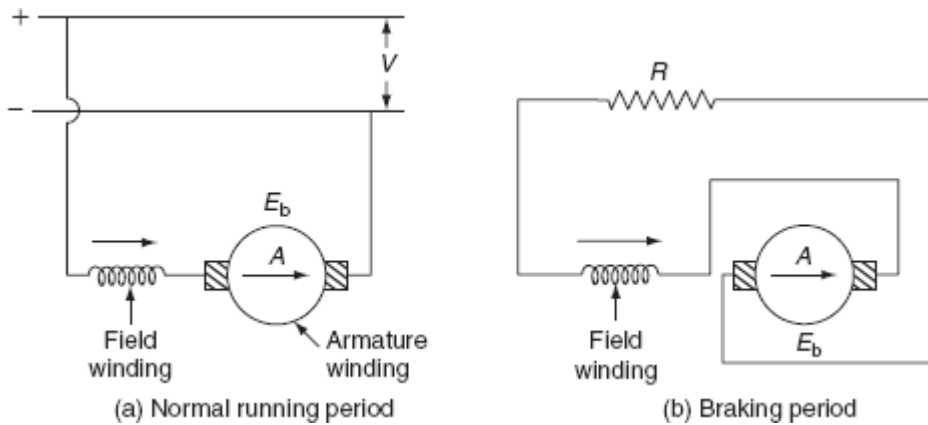 +
V
−
E_b
A
Field
winding
Armature
winding
(a) Normal running period
R
A
E_b
Field
winding
(b) Braking period